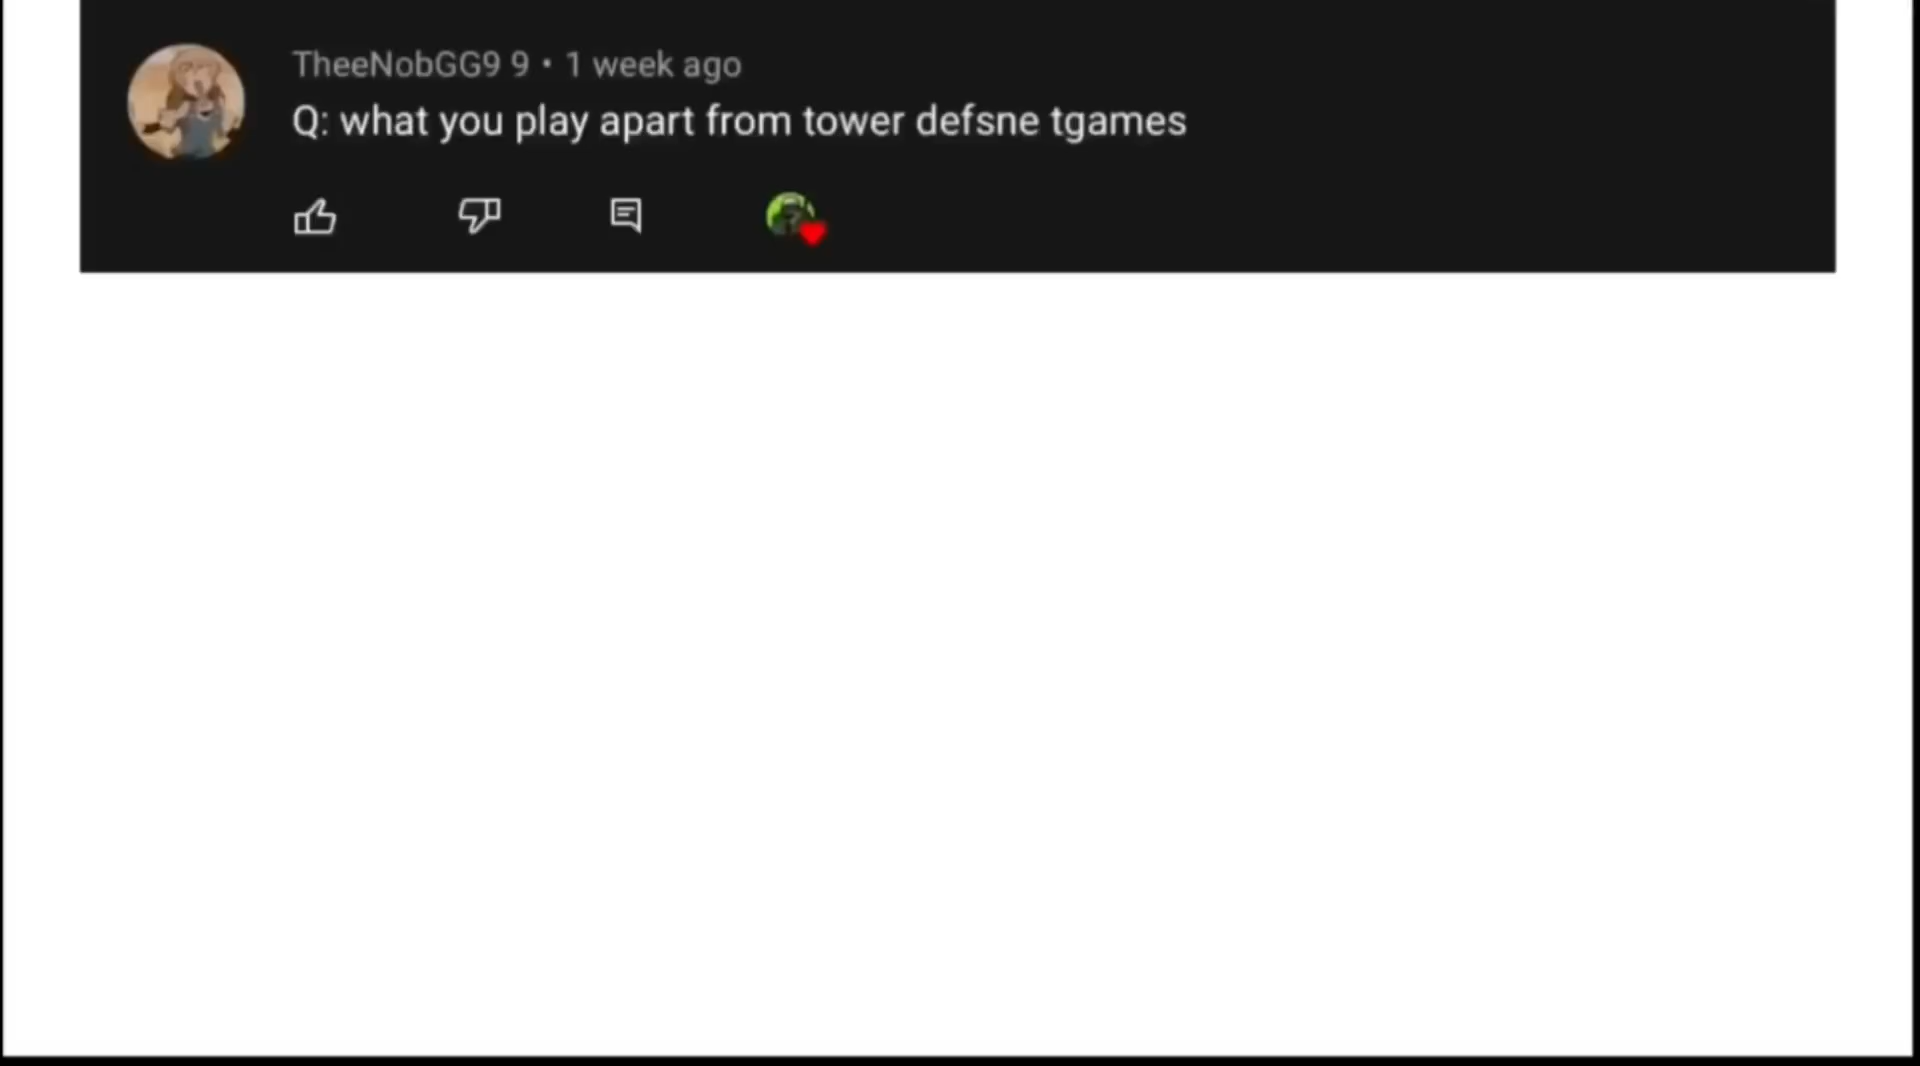 TheeNobGG9 9 • 1 week ago
Q: what you play apart from tower defsne tgames